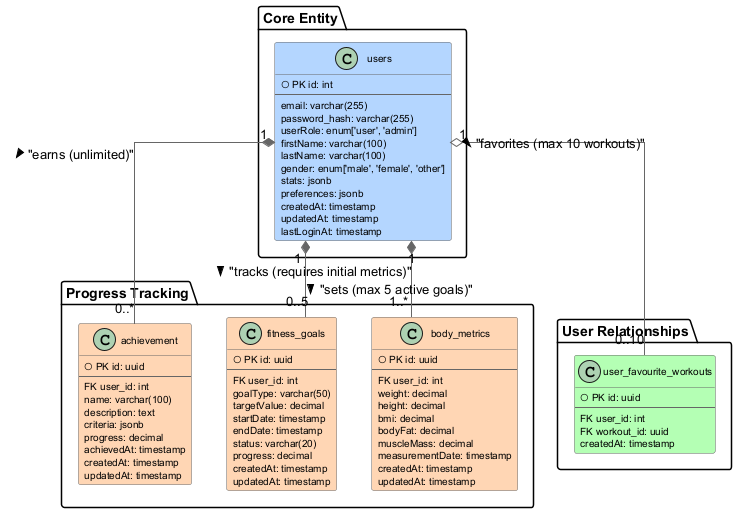 Core Entity
C users
PK id: int
email: varchar(255)
password_hash: varchar(255)
userRole: enum['user', 'admin']
firstName: varchar(100)
lastName: varchar(100)
gender: enum['male', 'female', 'other']
stats: jsonb
preferences: jsonb
createdAt: timestamp
updatedAt: timestamp
lastLoginAt: timestamp
1
1
"earns (unlimited)"
"favorites (max 10 workouts)"
1
1
"tracks (requires initial metrics)"
"sets (max 5 active goals)"
0..*
0..5
1..*
0..10
Progress Tracking
C achievement
PK id: uuid
FK user_id: int
name: varchar(100)
description: text
criteria: jsonb
progress: decimal
achievedAt: timestamp
createdAt: timestamp
updatedAt: timestamp
C fitness_goals
PK id: uuid
FK user_id: int
goalType: varchar(50)
targetValue: decimal
startDate: timestamp
endDate: timestamp
status: varchar(20)
progress: decimal
createdAt: timestamp
updatedAt: timestamp
C body_metrics
PK id: uuid
FK user_id: int
weight: decimal
height: decimal
bmi: decimal
bodyFat: decimal
muscleMass: decimal
measurementDate: timestamp
createdAt: timestamp
updatedAt: timestamp
User Relationships
C user_favourite_workouts
PK id: uuid
FK user_id: int
FK workout_id: uuid
createdAt: timestamp